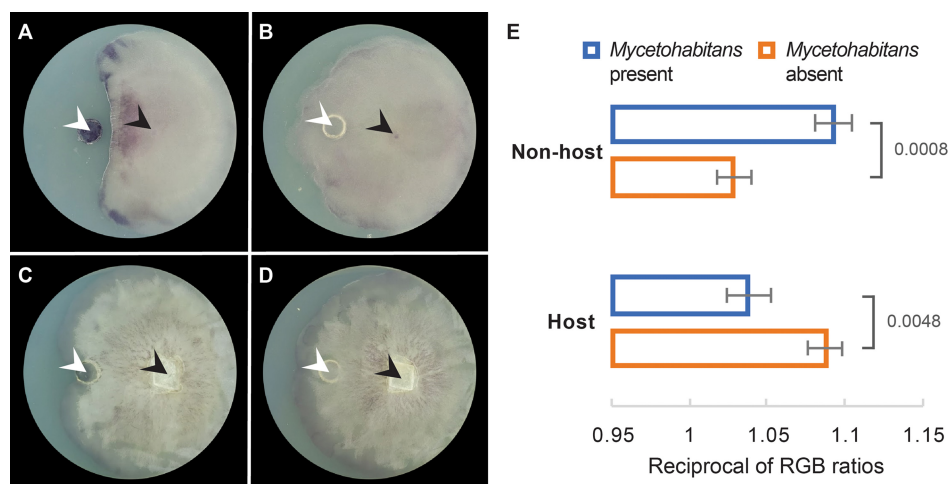 A
B
C
D
E
Mycetohabitans
present
Mycetohabitans
absent
Non-host
0.0008
Host
0.0048
0.95 1 1.05 1.1 1.15
Reciprocal of RGB ratios